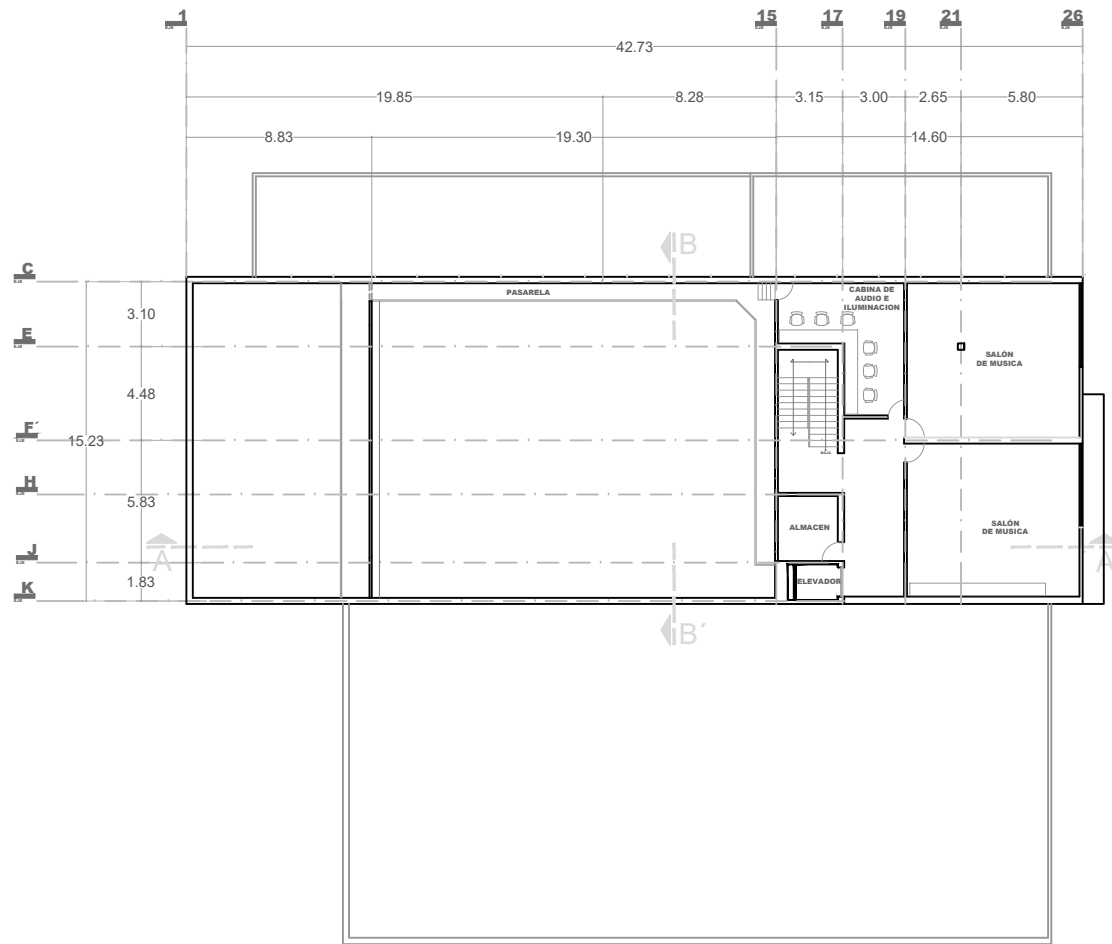 1 15 17 19 21 26
42.73
19.85 8.28 3.15 3.00 2.65 5.80
8.83 19.30 14.60
B
C
PASARELA
CABINA DE
AUDIO E
ILUMINACION
3.10
E
SALÓN
DE MUSICA
4.48
F´
15.23
BAJA
H
5.83
ALMACEN
SALÓN
DE MUSICA
J
A
A
K
1.83
ELEVADOR
B´